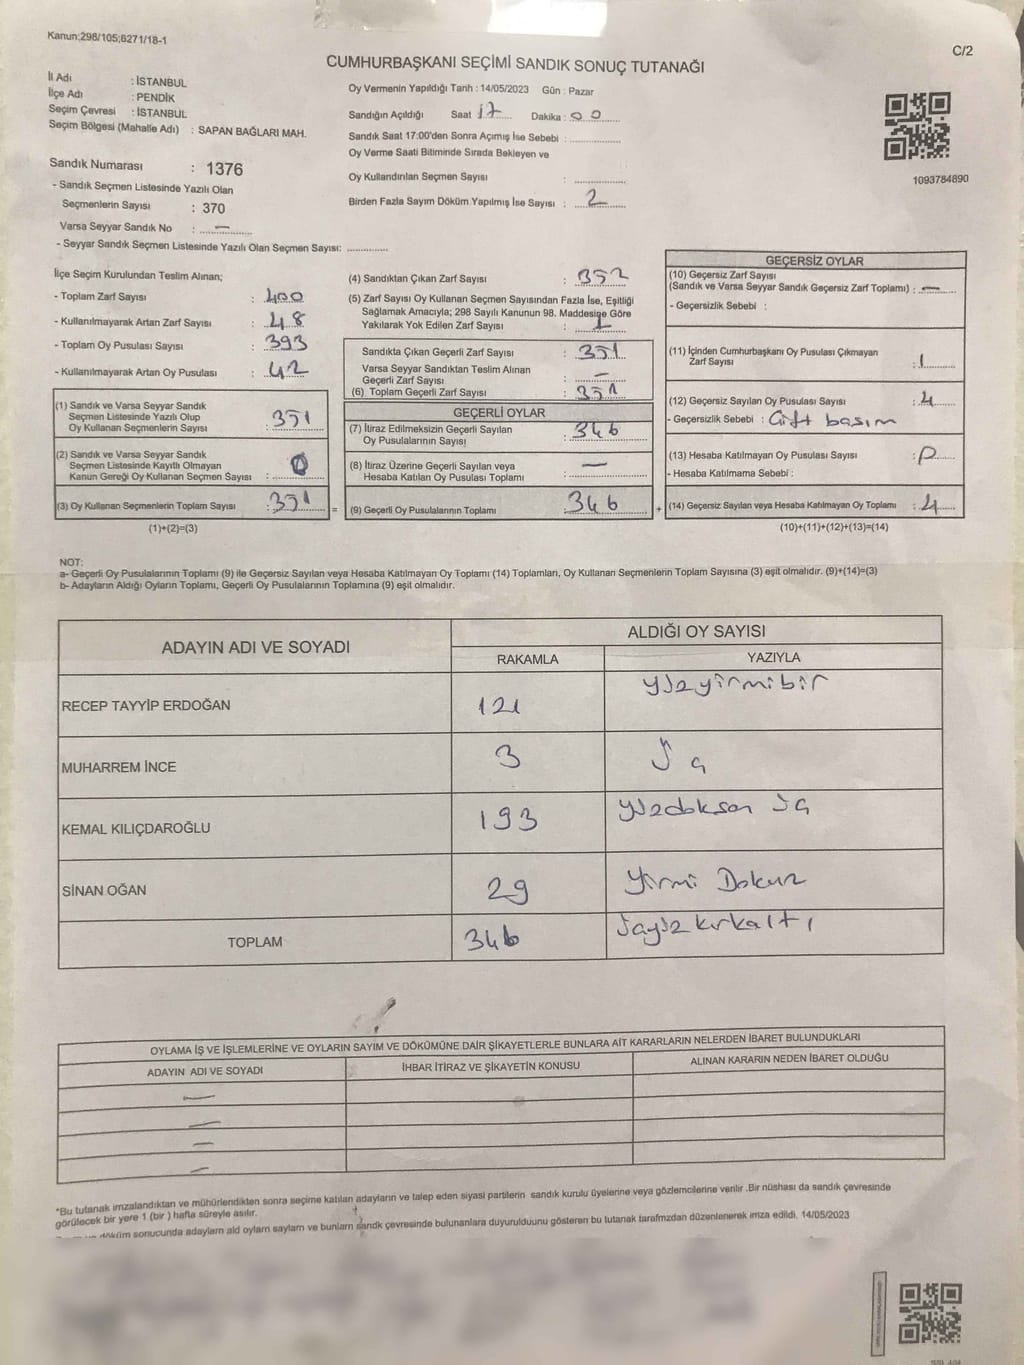 Kanun;298/105;6271/18-1
C/2
CUMHURBAŞKANI SEÇİMİ SANDIK SONUÇ TUTANAĞI
İl Adı : İSTANBUL
İlçe Adı : PENDİK
Seçim Çevresi : İSTANBUL
Seçim Bölgesi (Mahalle Adı) : SAPAN BAĞLARI MAH.
Sandık Numarası : 1376
- Sandık Seçmen Listesinde Yazılı Olan
Seçmenlerin Sayısı : 370
Varsa Seyyar Sandık No : –
- Seyyar Sandık Seçmen Listesinde Yazılı Olan Seçmen Sayısı: ..............
Oy Vermenin Yapıldığı Tarih : 14/05/2023 Gün : Pazar
Sandığın Açıldığı Saat 17 Dakika : 00
Sandık Saat 17:00'den Sonra Açımış İse Sebebi : ..............
Oy Verme Saati Bitiminde Sırada Bekleyen ve
Oy Kullandırılan Seçmen Sayısı : ..............
Birden Fazla Sayım Döküm Yapılmış İse Sayısı : 2
1093784890
İlçe Seçim Kurulundan Teslim Alınan;
- Toplam Zarf Sayısı : 400
- Kullanılmayarak Artan Zarf Sayısı : 48
- Toplam Oy Pusulası Sayısı : 393
- Kullanılmayarak Artan Oy Pusulası : 42
(1) Sandık ve Varsa Seyyar Sandık
Seçmen Listesinde Yazılı Olup
Oy Kullanan Seçmenlerin Sayısı : 351
(2) Sandık ve Varsa Seyyar Sandık
Seçmen Listesinde Kayıtlı Olmayan
Kanun Gereği Oy Kullanan Seçmen Sayısı : 0
(3) Oy Kullanan Seçmenlerin Toplam Sayısı : 351
(1)+(2)=(3)
(4) Sandıktan Çıkan Zarf Sayısı : 352
(5) Zarf Sayısı Oy Kullanan Seçmen Sayısından Fazla İse, Eşitliği
Sağlamak Amacıyla; 298 Sayılı Kanunun 98. Maddesine Göre
Yakılarak Yok Edilen Zarf Sayısı : 1
Sandıkta Çıkan Geçerli Zarf Sayısı : 351
Varsa Seyyar Sandıktan Teslim Alınan
Geçerli Zarf Sayısı : –
(6) Toplam Geçerli Zarf Sayısı : 351
GEÇERLİ OYLAR
(7) İtiraz Edilmeksizin Geçerli Sayılan
Oy Pusulalarının Sayısı : 346
(8) İtiraz Üzerine Geçerli Sayılan veya
Hesaba Katılan Oy Pusulası Toplamı : –
= (9) Geçerli Oy Pusulalarının Toplamı : 346 +
GEÇERSİZ OYLAR
(10) Geçersiz Zarf Sayısı
(Sandık ve Varsa Seyyar Sandık Geçersiz Zarf Toplamı) : –
- Geçersizlik Sebebi :
(11) İçinden Cumhurbaşkanı Oy Pusulası Çıkmayan
Zarf Sayısı : 1
(12) Geçersiz Sayılan Oy Pusulası Sayısı : 4
- Geçersizlik Sebebi : Çift basım
(13) Hesaba Katılmayan Oy Pusulası Sayısı :
- Hesaba Katılmama Sebebi :
(14) Geçersiz Sayılan veya Hesaba Katılmayan Oy Toplamı : 4
(10)+(11)+(12)+(13)=(14)
NOT:
a- Geçerli Oy Pusulalarının Toplamı (9) ile Geçersiz Sayılan veya Hesaba Katılmayan Oy Toplamı (14) Toplamları, Oy Kullanan Seçmenlerin Toplam Sayısına (3) eşit olmalıdır. (9)+(14)=(3)
b- Adayların Aldığı Oyların Toplamı, Geçerli Oy Pusulalarının Toplamına (9) eşit olmalıdır.
ADAYIN ADI VE SOYADI
ALDIĞI OY SAYISI
RAKAMLA YAZIYLA
RECEP TAYYİP ERDOĞAN 121 yüzyirmibir
MUHARREM İNCE 3 Üç
KEMAL KILIÇDAROĞLU 193 yüzdoksan üç
SİNAN OĞAN 29 Yirmi Dokuz
TOPLAM 346 üçyüz kırkaltı
OYLAMA İŞ VE İŞLEMLERİNE VE OYLARIN SAYIM VE DÖKÜMÜNE DAİR ŞİKAYETLERLE BUNLARA AİT KARARLARIN NELERDEN İBARET BULUNDUKLARI
ADAYIN ADI VE SOYADI İHBAR İTİRAZ VE ŞİKAYETİN KONUSU ALINAN KARARIN NEDEN İBARET OLDUĞU
–
–
–
–
*Bu tutanak imzalandıktan ve mühürlendikten sonra seçime katılan adayların ve talep eden siyasi partilerin sandık kurulu üyelerine veya gözlemcilerine verilir .Bir nüshası da sandık çevresinde
görülecek bir yere 1 (bir ) hafta süreyle asılır.
döküm sonucunda adayların ald oyların sayların ve bunların sandk çevresinde bulunanlara duyurulduunu gösteren bu tutanak tarafmzdan düzenlenerek imza edildi. 14/05/2023